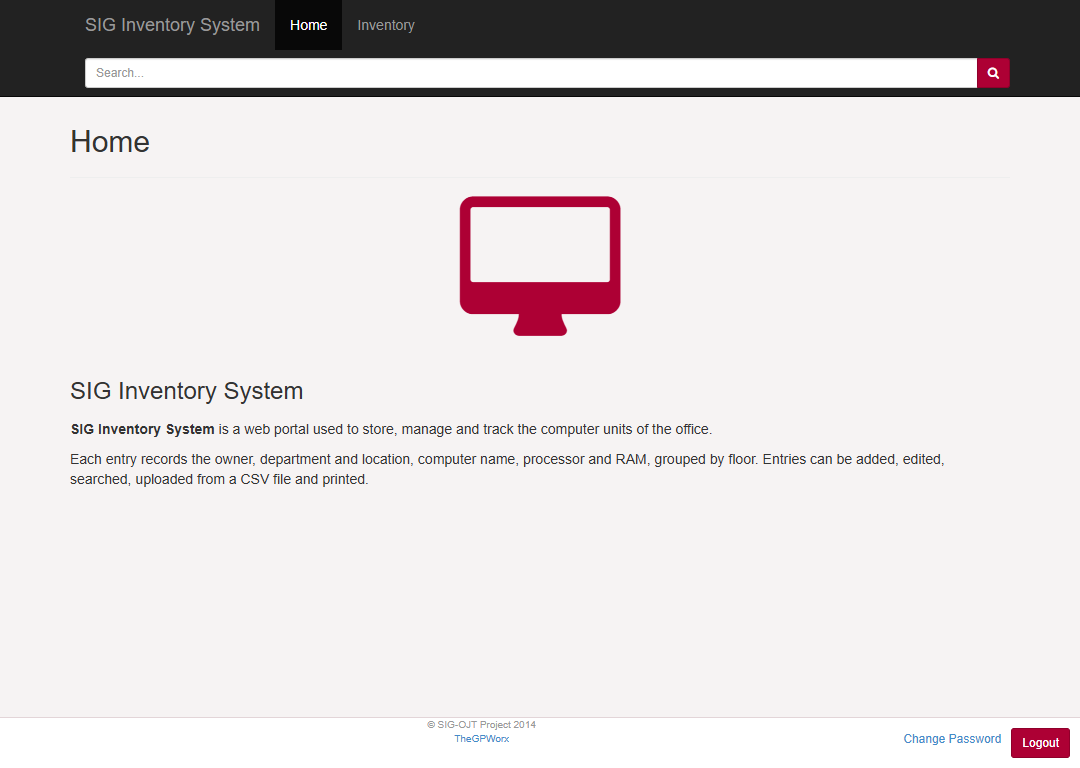 SIG Inventory System Home Inventory
Search...
Home
SIG Inventory System
SIG Inventory System is a web portal used to store, manage and track the computer units of the office.
Each entry records the owner, department and location, computer name, processor and RAM, grouped by floor. Entries can be added, edited,
searched, uploaded from a CSV file and printed.
© SIG-OJT Project 2014
TheGPWorx
Change Password
Logout